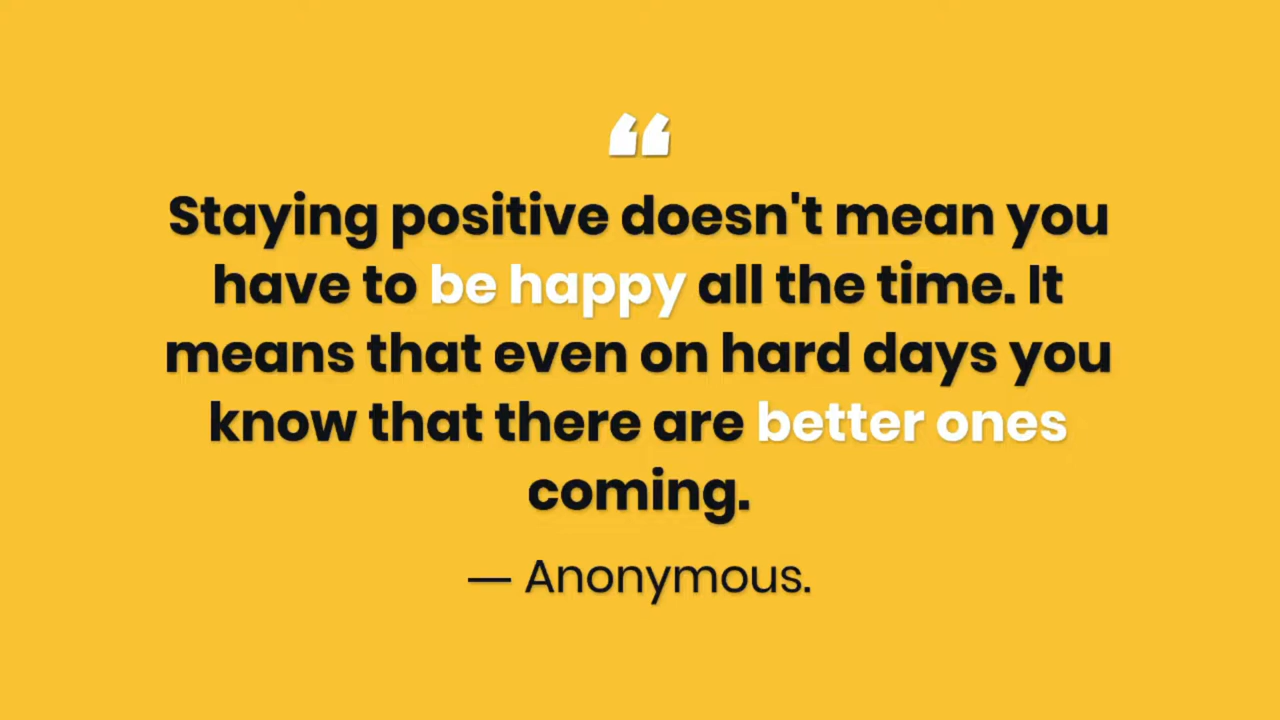 “
Staying positive doesn't mean you
have to be happy all the time. It
means that even on hard days you
know that there are better ones
coming.
— Anonymous.